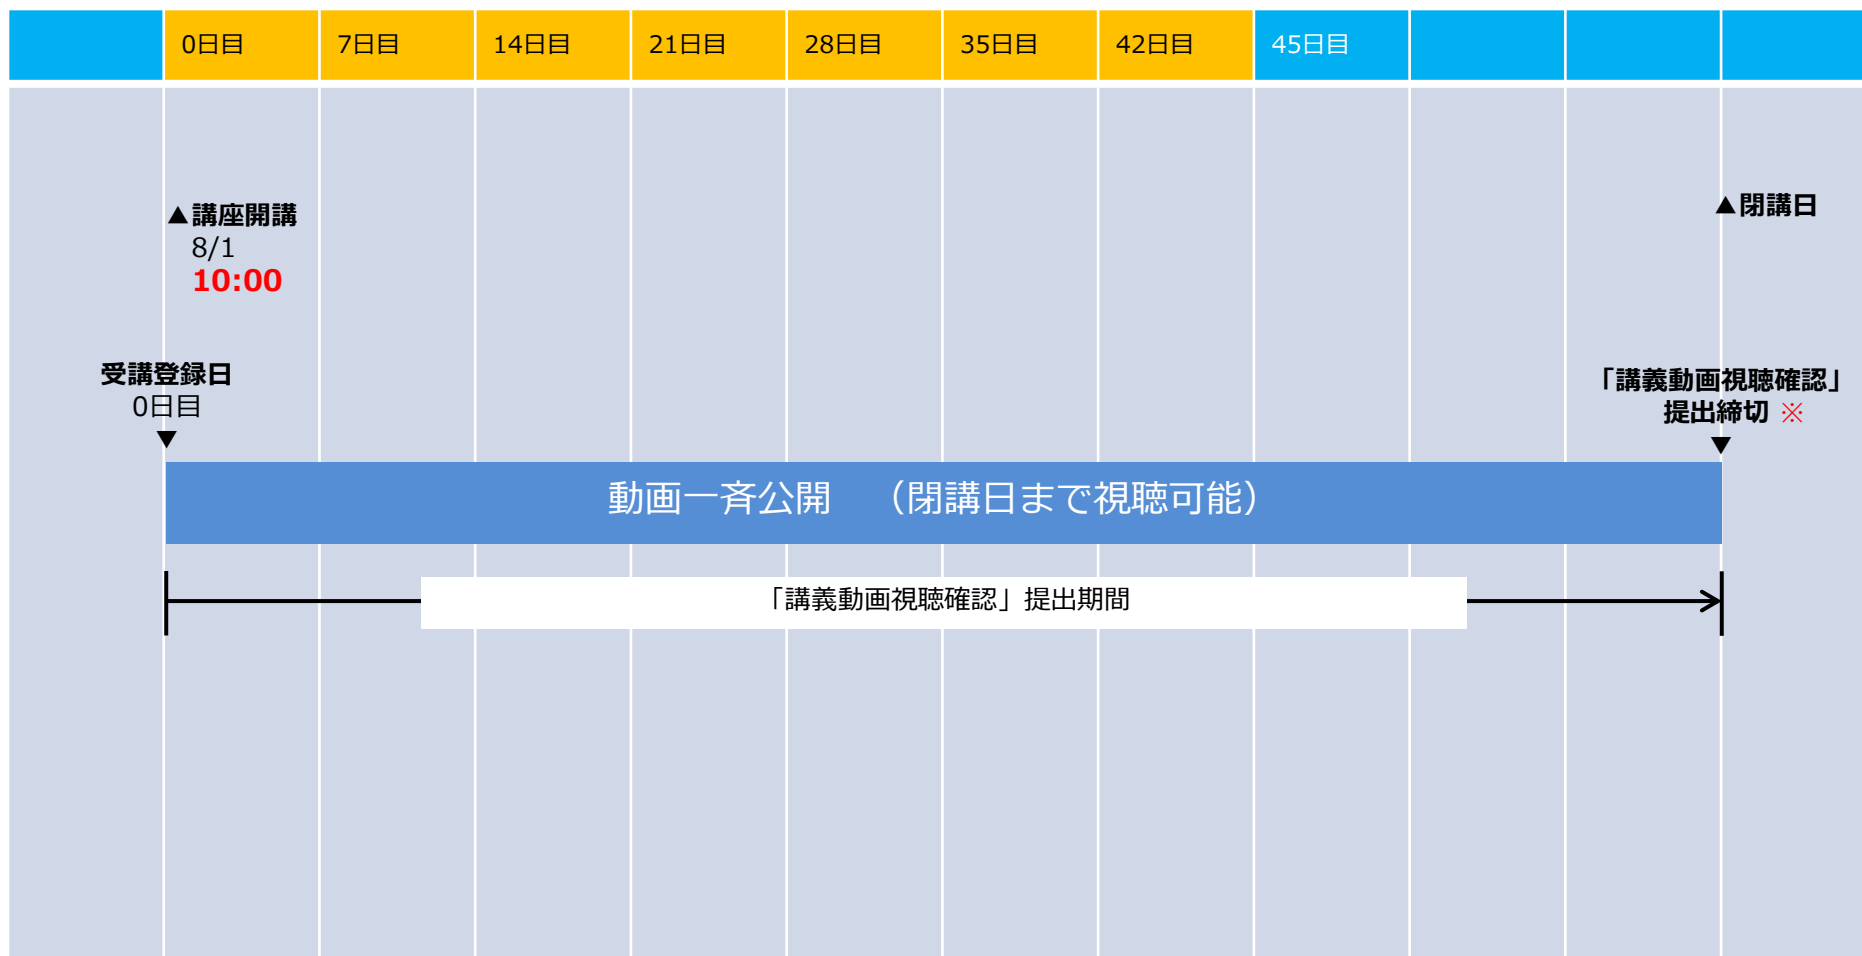 0日目 7日目 14日目 21日目 28日目 35日目 42日目 45日目
▲講座開講
8/1
10:00
▲閉講日
受講登録日
0日目
▼
「講義動画視聴確認」
提出締切 ※
▼
動画一斉公開　（閉講日まで視聴可能）
「講義動画視聴確認」提出期間